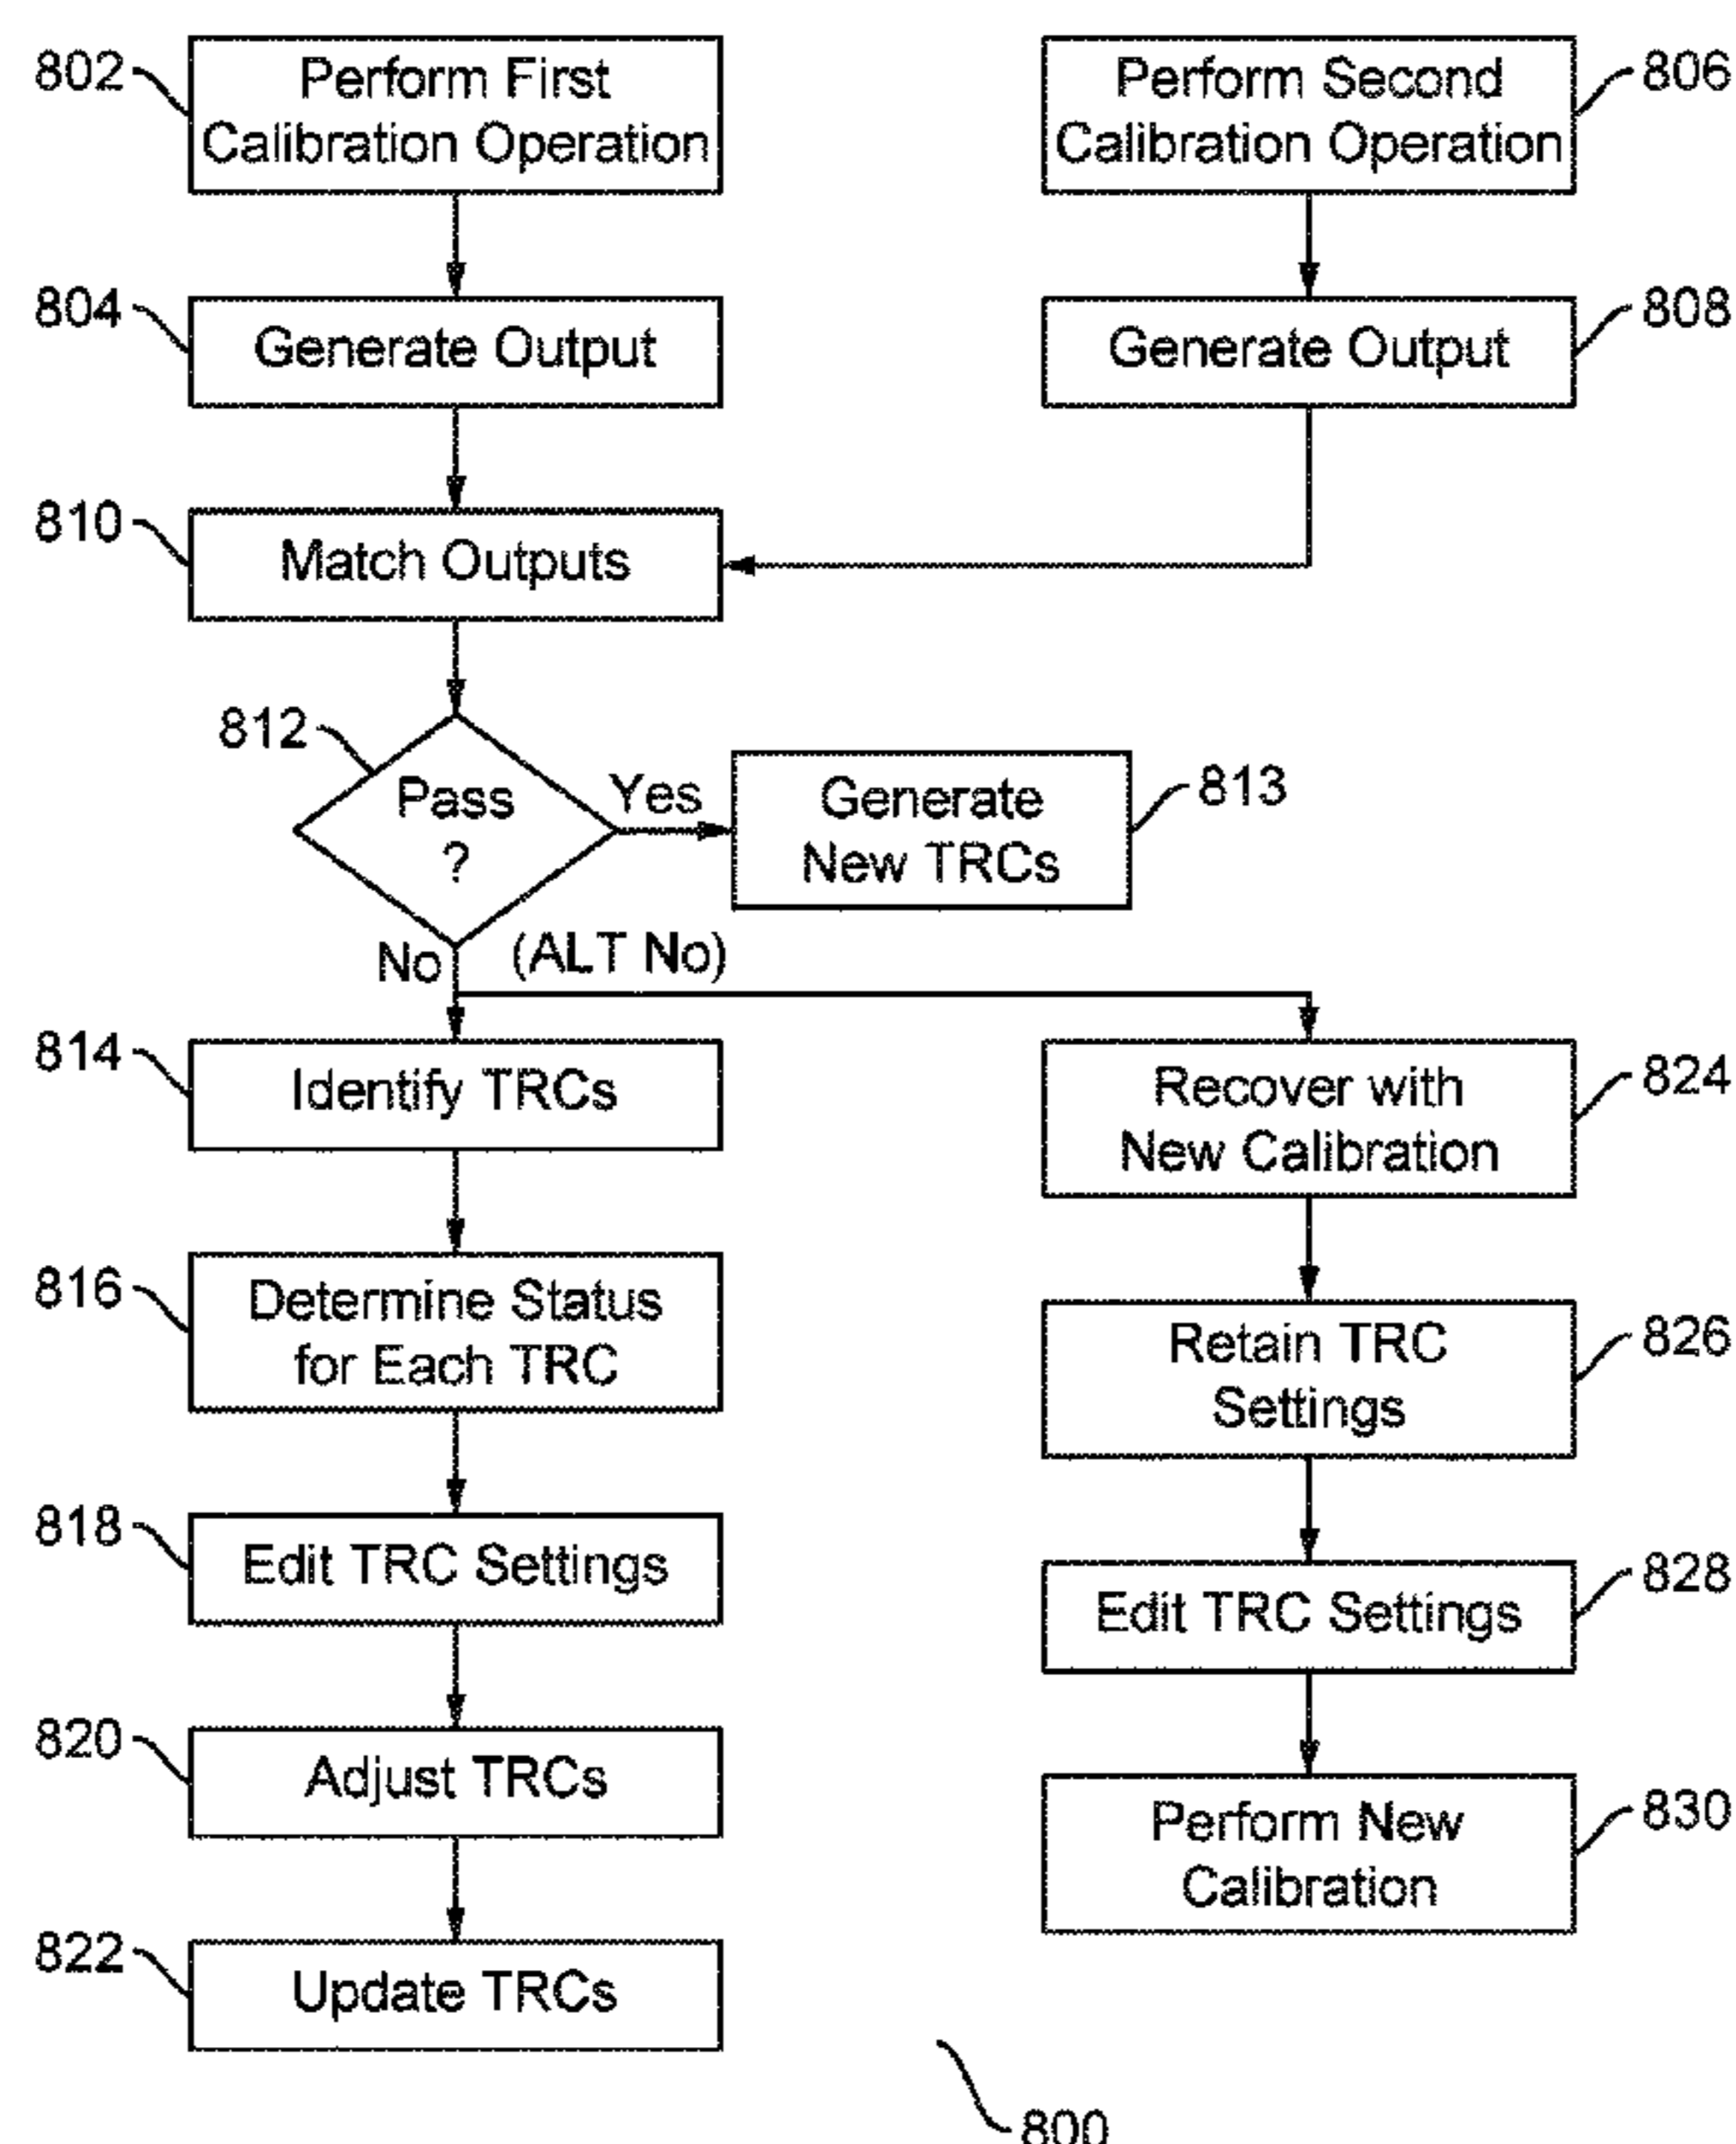 802
Perform First
Calibration Operation
Perform Second
Calibration Operation
806
804
Generate Output
Generate Output
808
810
Match Outputs
812
Pass
?
Yes
Generate
New TRCs
813
No
(ALT No)
814
Identify TRCs
Recover with
New Calibration
824
816
Determine Status
for Each TRC
Retain TRC
Settings
826
818
Edit TRC Settings
Edit TRC Settings
828
820
Adjust TRCs
Perform New
Calibration
830
822
Update TRCs
800